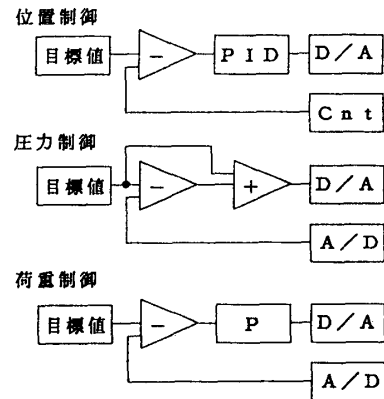 位置制御
目標値 − PID D/A
Cnt
圧力制御
目標値 − + D/A
A/D
荷重制御
目標値 − P D/A
A/D